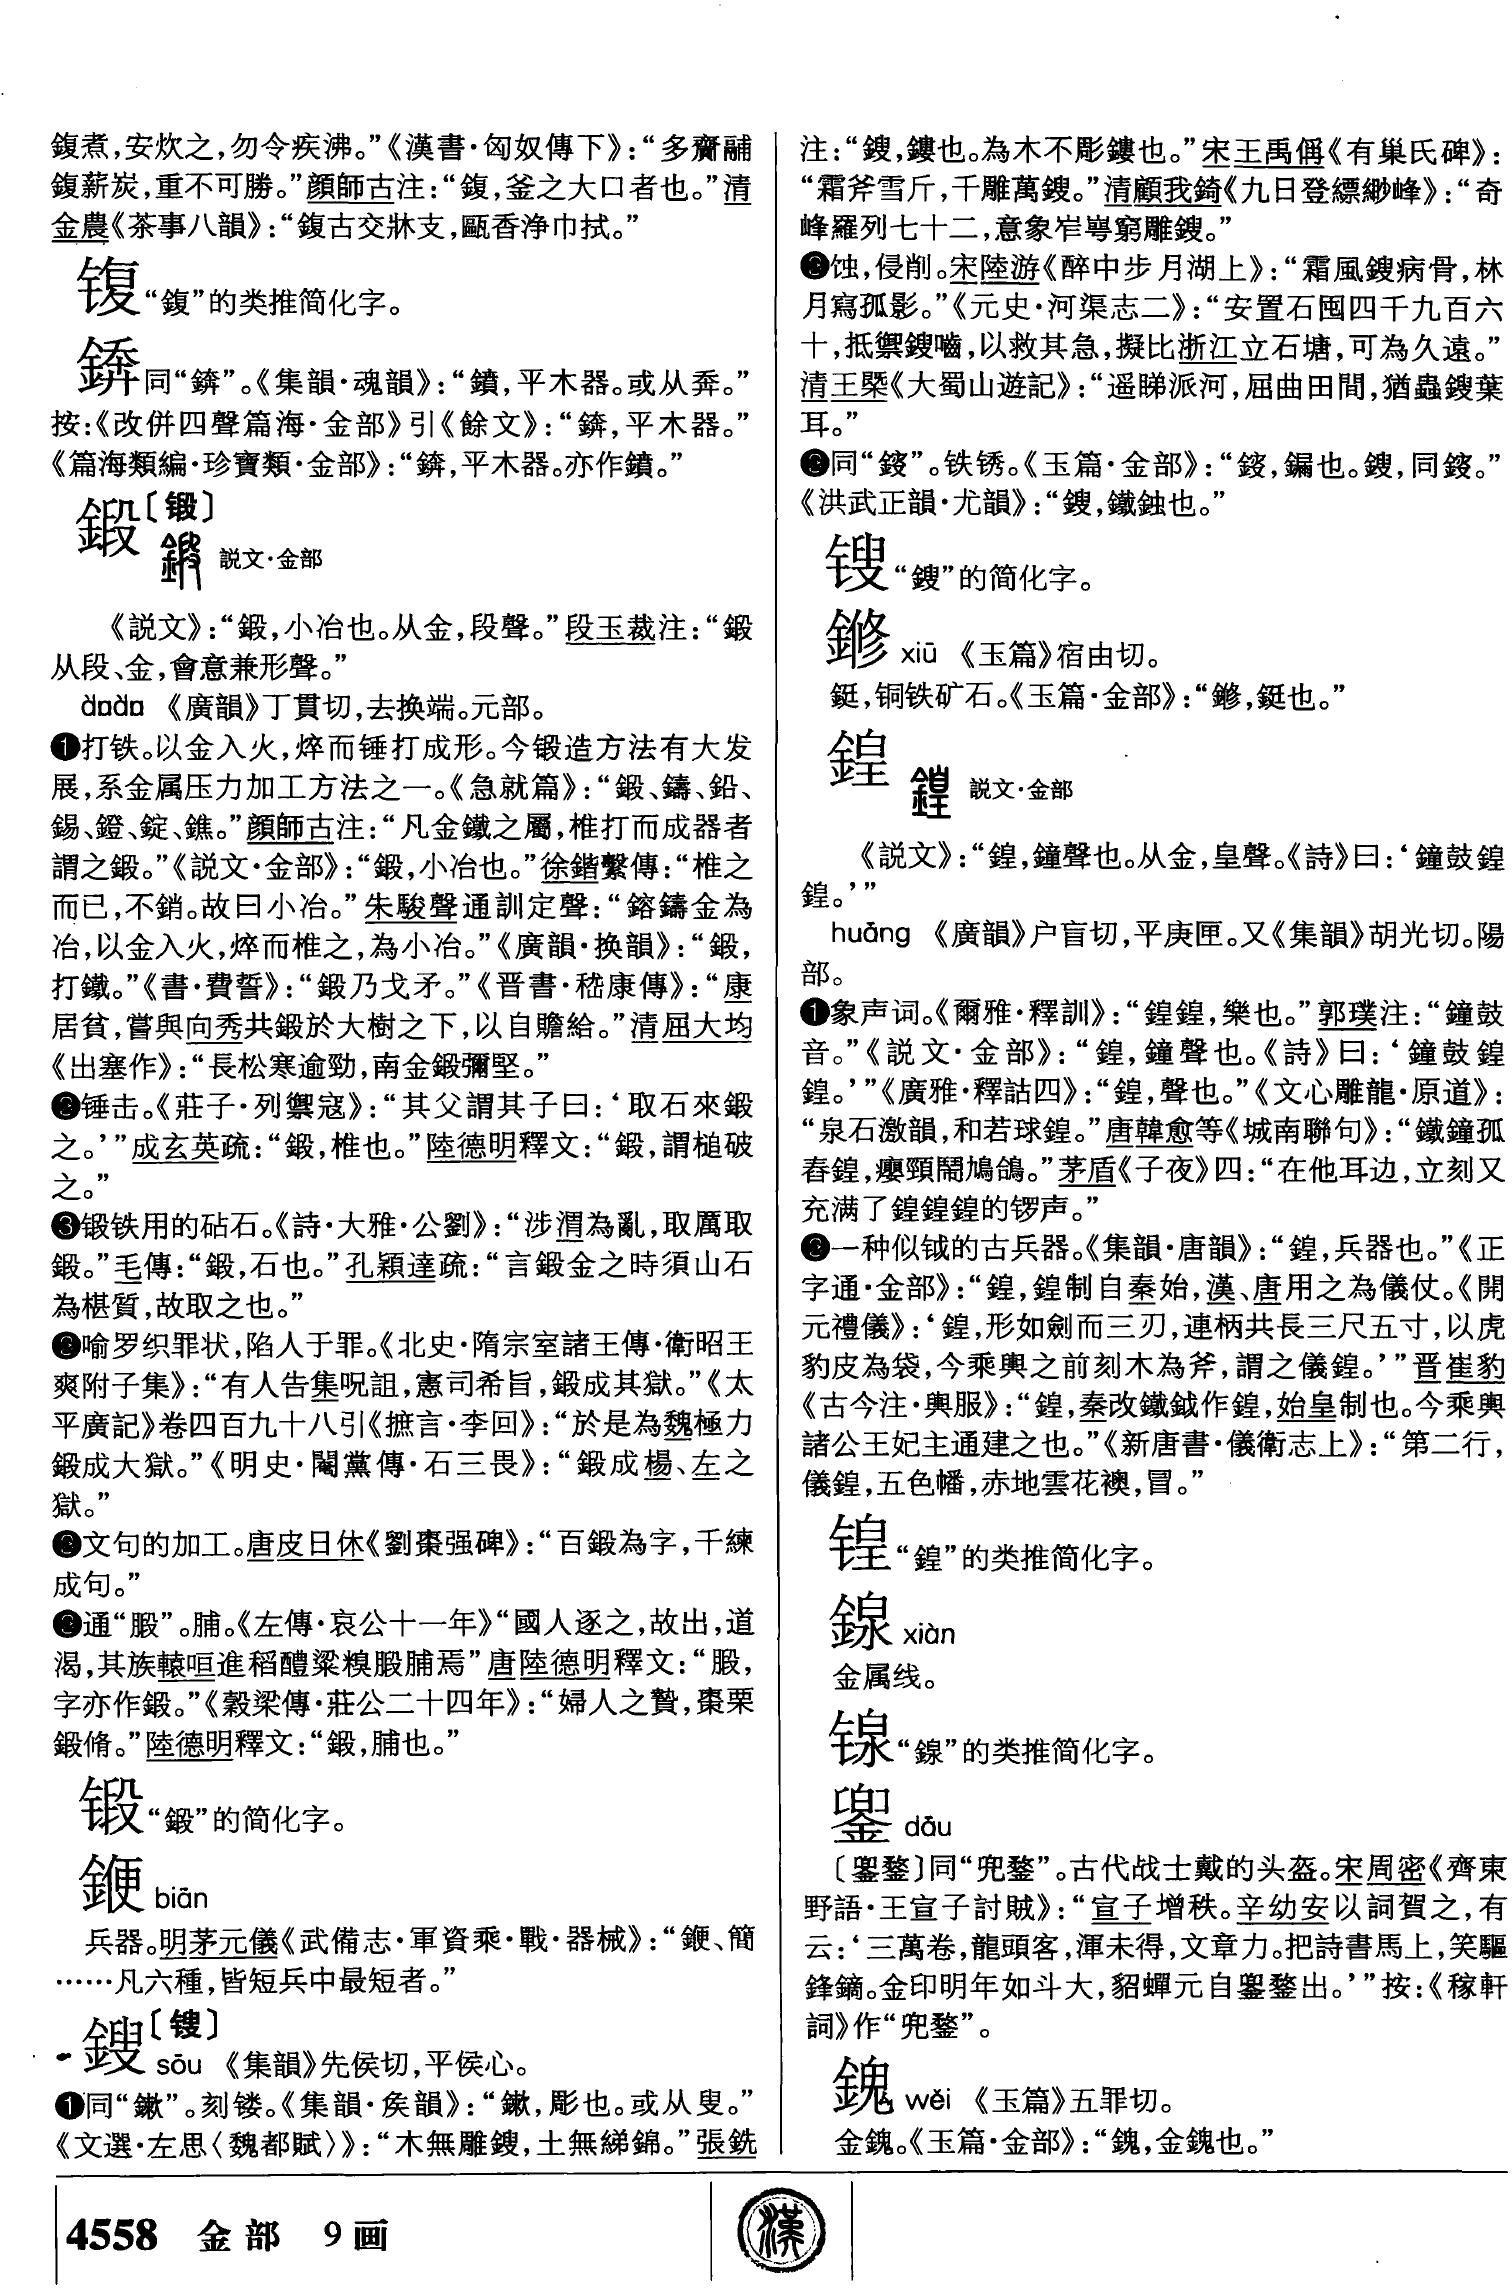 鍑煮，安炊之，勿令疾沸。”《漢書·匈奴傳下》：“多齎鬴
鍑薪炭，重不可勝。”顔師古注：“鍑，釜之大口者也。”清
金農《茶事八韻》：“鍑古交牀支，甌香净巾拭。”
“鍑”的类推简化字。
同“錛”。《集韻·魂韻》：“鐼，平木器。或从奔。”
按：《改併四聲篇海·金部》引《餘文》：“錛，平木器。”
《篇海類編·珍寶類·金部》：“錛，平木器。亦作鐼。”
鍛〔锻〕
説文·金部
《説文》：“鍛，小冶也。从金，段聲。”段玉裁注：“鍛
从段、金，會意兼形聲。”
《廣韻》丁貫切，去换端。元部。
❶打铁。以金入火，焠而锤打成形。今锻造方法有大发
展，系金属压力加工方法之一。《急就篇》：“鍛、鑄、鉛、
錫、鐙、錠、鐎。”顔師古注：“凡金鐵之屬，椎打而成器者
謂之鍛。”《説文·金部》：“鍛，小冶也。”徐鍇繫傳：“椎之
而已，不銷。故曰小冶。”朱駿聲通訓定聲：“鎔鑄金為
冶，以金入火，焠而椎之，為小冶。”《廣韻·换韻》：“鍛，
打鐵。”《書·費誓》：“鍛乃戈矛。”《晋書·嵇康傳》：“康
居貧，嘗與向秀共鍛於大樹之下，以自贍給。”清屈大均
《出塞作》：“長松寒逾勁，南金鍛彌堅。”
❷锤击。《莊子·列禦寇》：“其父謂其子曰：‘取石來鍛
之。’”成玄英疏：“鍛，椎也。”陸德明釋文：“鍛，謂槌破
之。”
❸锻铁用的砧石。《詩·大雅·公劉》：“涉渭為亂，取厲取
鍛。”毛傳：“鍛，石也。”孔穎達疏：“言鍛金之時須山石
為椹質，故取之也。”
喻罗织罪状，陷人于罪。《北史·隋宗室諸王傳·衛昭王
爽附子集》：“有人告集呪詛，憲司希旨，鍛成其獄。”《太
平廣記》卷四百九十八引《摭言·李回》：“於是為魏極力
鍛成大獄。”《明史·閹黨傳·石三畏》：“鍛成楊、左之
獄。”
文句的加工。唐皮日休《劉棗强碑》：“百鍛為字，千練
成句。”
通“腶”。脯。《左傳·哀公十一年》“國人逐之，故出，道
渴，其族轅咺進稻醴粱糗腶脯焉”唐陸德明釋文：“腶，
字亦作鍛。”《穀梁傳·莊公二十四年》：“婦人之贄，棗栗
鍛脩。”陸德明釋文：“鍛，脯也。”
锻“鍛”的简化字。
鍽 biān
兵器。明茅元儀《武備志·軍資乘·戰·器械》：“鞭、簡
……凡六種，皆短兵中最短者。”
鎪〔锼〕
sōu 《集韻》先侯切，平侯心。
❶同“鏉”。刻镂。《集韻·矦韻》：“鏉，彫也。或从叟。”
《文選·左思〈魏都賦〉》：“木無雕鎪，土無綈錦。”張銑
注：“鎪，鏤也。為木不彫鏤也。”宋王禹偁《有巢氏碑》：
“霜斧雪斤，千雕萬鎪。”清顧我錡《九日登縹緲峰》：“奇
峰羅列七十二，意象岝崿窮雕鎪。”
蚀，侵削。宋陸游《醉中步月湖上》：“霜風鎪病骨，林
月寫孤影。”《元史·河渠志二》：“安置石囤四千九百六
十，抵禦鎪嚙，以救其急，擬比浙江立石塘，可為久遠。”
清王槩《大蜀山遊記》：“遥睇派河，屈曲田間，猶蟲鎪葉
耳。”
同“䤹”。铁锈。《玉篇·金部》：“䤹，鏉也。鎪，同䤹。”
《洪武正韻·尤韻》：“鎪，鐵蝕也。”
锼“鎪”的简化字。
鎀 xiū 《玉篇》宿由切。
鋌，铜铁矿石。《玉篇·金部》：“鎀，鋌也。”
鍠
説文·金部
《説文》：“鍠，鐘聲也。从金，皇聲。《詩》曰：‘鐘鼓鍠
鍠。’”
huáng 《廣韻》户盲切，平庚匣。又《集韻》胡光切。陽
部。
❶象声词。《爾雅·釋訓》：“鍠鍠，樂也。”郭璞注：“鐘鼓
音。”《説文·金部》：“鍠，鐘聲也。《詩》曰：‘鐘鼓鍠
鍠。’”《廣雅·釋詁四》：“鍠，聲也。”《文心雕龍·原道》：
“泉石激韻，和若球鍠。”唐韓愈等《城南聯句》：“鐵鐘孤
舂鍠，癭頸鬧鳩鴿。”茅盾《子夜》四：“在他耳边，立刻又
充满了鍠鍠鍠的锣声。”
一种似钺的古兵器。《集韻·唐韻》：“鍠，兵器也。”《正
字通·金部》：“鍠，鍠制自秦始，漢、唐用之為儀仗。《開
元禮儀》：‘鍠，形如劍而三刃，連柄共長三尺五寸，以虎
豹皮為袋，今乘輿之前刻木為斧，謂之儀鍠。’”晋崔豹
《古今注·輿服》：“鍠，秦改鐵鉞作鍠，始皇制也。今乘輿
諸公王妃主通建之也。”《新唐書·儀衛志上》：“第二行，
儀鍠，五色幡，赤地雲花襖，冒。”
锽“鍠”的类推简化字。
鍌 xiàn
金属线。
“線”的类推简化字。
dōu
〔鍪〕同“兜鍪”。古代战士戴的头盔。宋周密《齊東
野語·王宣子討賊》：“宣子增秩。辛幼安以詞賀之，有
云：‘三萬卷，龍頭客，渾未得，文章力。把詩書馬上，笑驅
鋒鏑。金印明年如斗大，貂蟬元自鍪出。’”按：《稼軒
詞》作“兜鍪”。
鍡 wěi 《玉篇》五罪切。
金鍡。《玉篇·金部》：“鍡，金鍡也。”
4558 金部 9画
漢